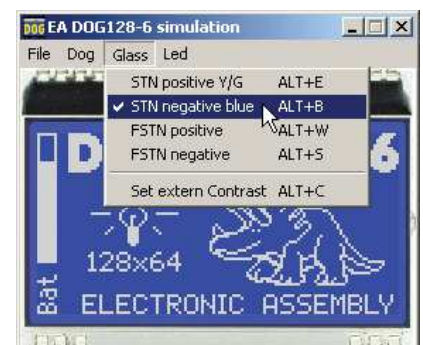 DOG EA DOG128-6 simulation
File Dog Glass Led
STN positive Y/G ALT+E
✓ STN negative blue ALT+B
FSTN positive ALT+W
FSTN negative ALT+S
Set extern Contrast ALT+C
D 6
128x64
Bat
ELECTRONIC ASSEMBLY